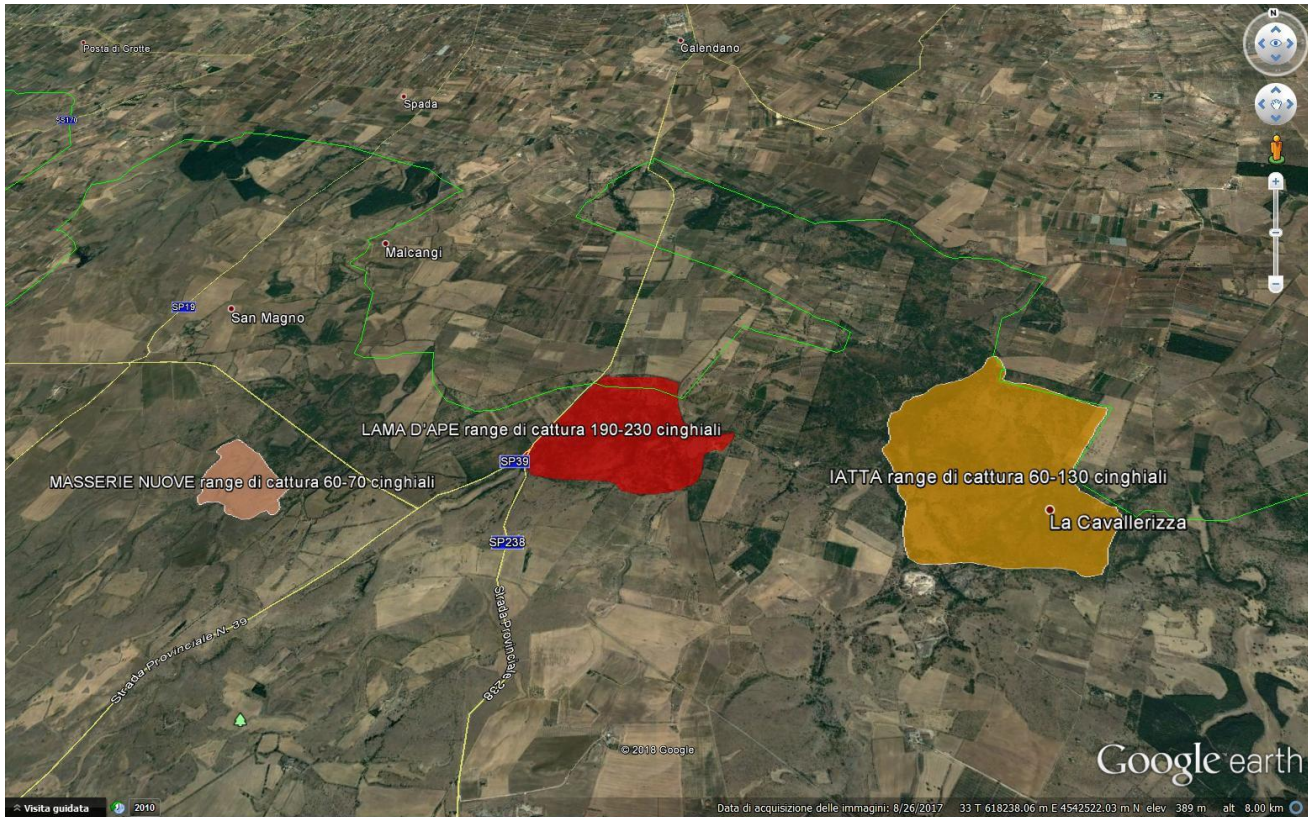 N
Posta di Grotte
Calendano
Spada
SS170
Malcangi
SP19
San Magno
LAMA D'APE range di cattura 190-230 cinghiali
SP39
MASSERIE NUOVE range di cattura 60-70 cinghiali
IATTA range di cattura 60-130 cinghiali
La Cavallerizza
SP238
Strada Provinciale N. 39
Strada Provinciale 238
© 2018 Google
Google earth
Visita guidata
2010
Data di acquisizione delle immagini: 8/26/2017 33 T 618238.06 m E 4542522.03 m N elev 389 m alt 8.00 km